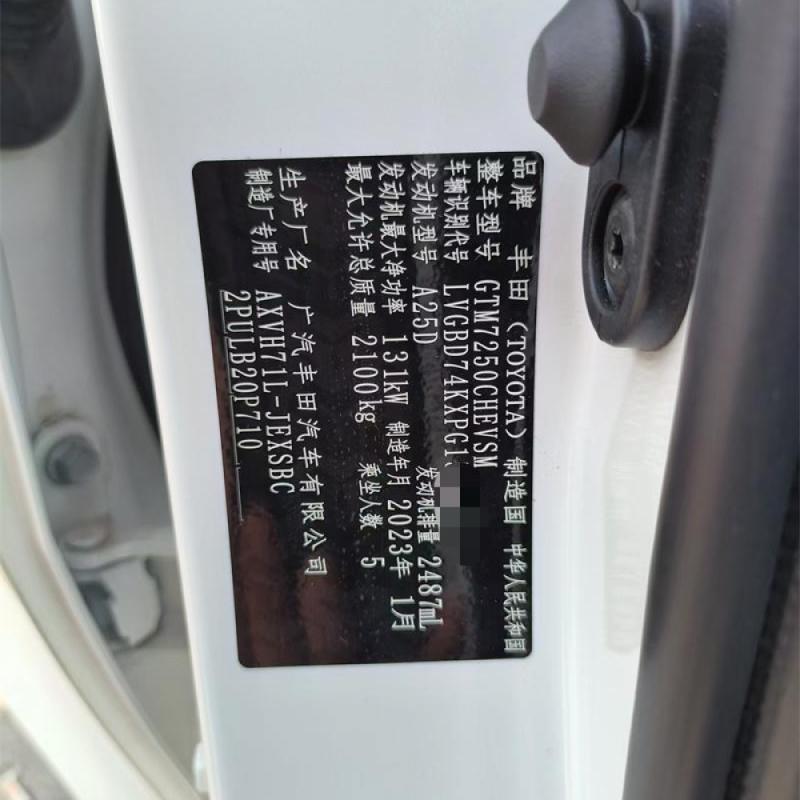 品牌 丰田（TOYOTA） 制造国 中华人民共和国
整车型号 GTM7250CHEVSM
车辆识别代号 LVGBD74KXPG1
发动机型号 A25D 发动机排量 2487mL
发动机最大净功率 131kW 制造年月 2023年 1月
最大允许总质量 2100kg 乘坐人数 5
生产厂名 广汽丰田汽车有限公司
制造厂专用号 AXVH71L-JEXSBC
2PULB20P710